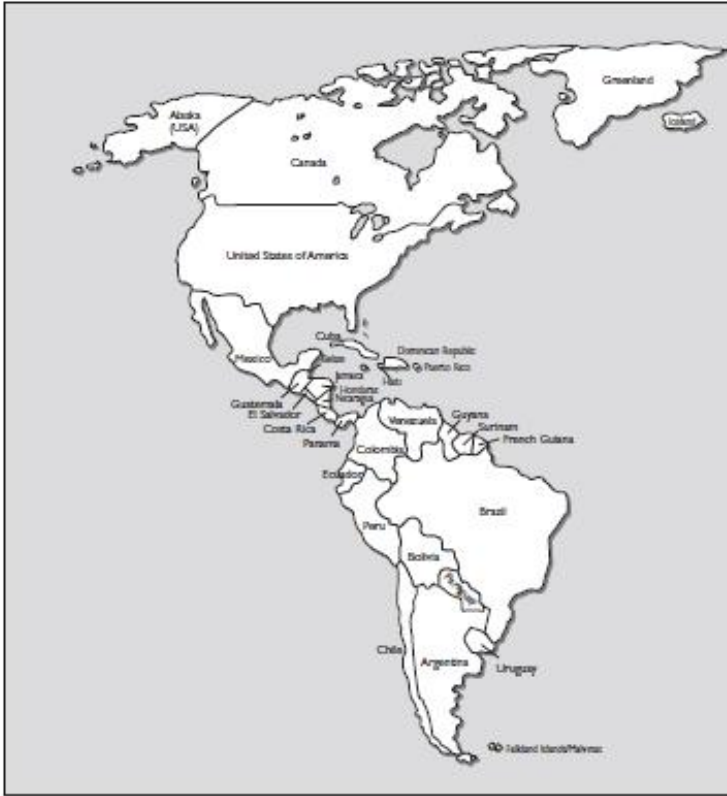 Greenland
Iceland
Alaska
(USA)
Canada
United States of America
Mexico
Cuba
Dominican Republic
Puerto Rico
Haiti
Belize
Jamaica
Honduras
Nicaragua
Guatemala
El Salvador
Costa Rica
Panama
Venezuela
Guyana
Surinam
French Guiana
Colombia
Ecuador
Brazil
Peru
Bolivia
Chile
Argentina
Uruguay
Falkland Islands/Malvinas